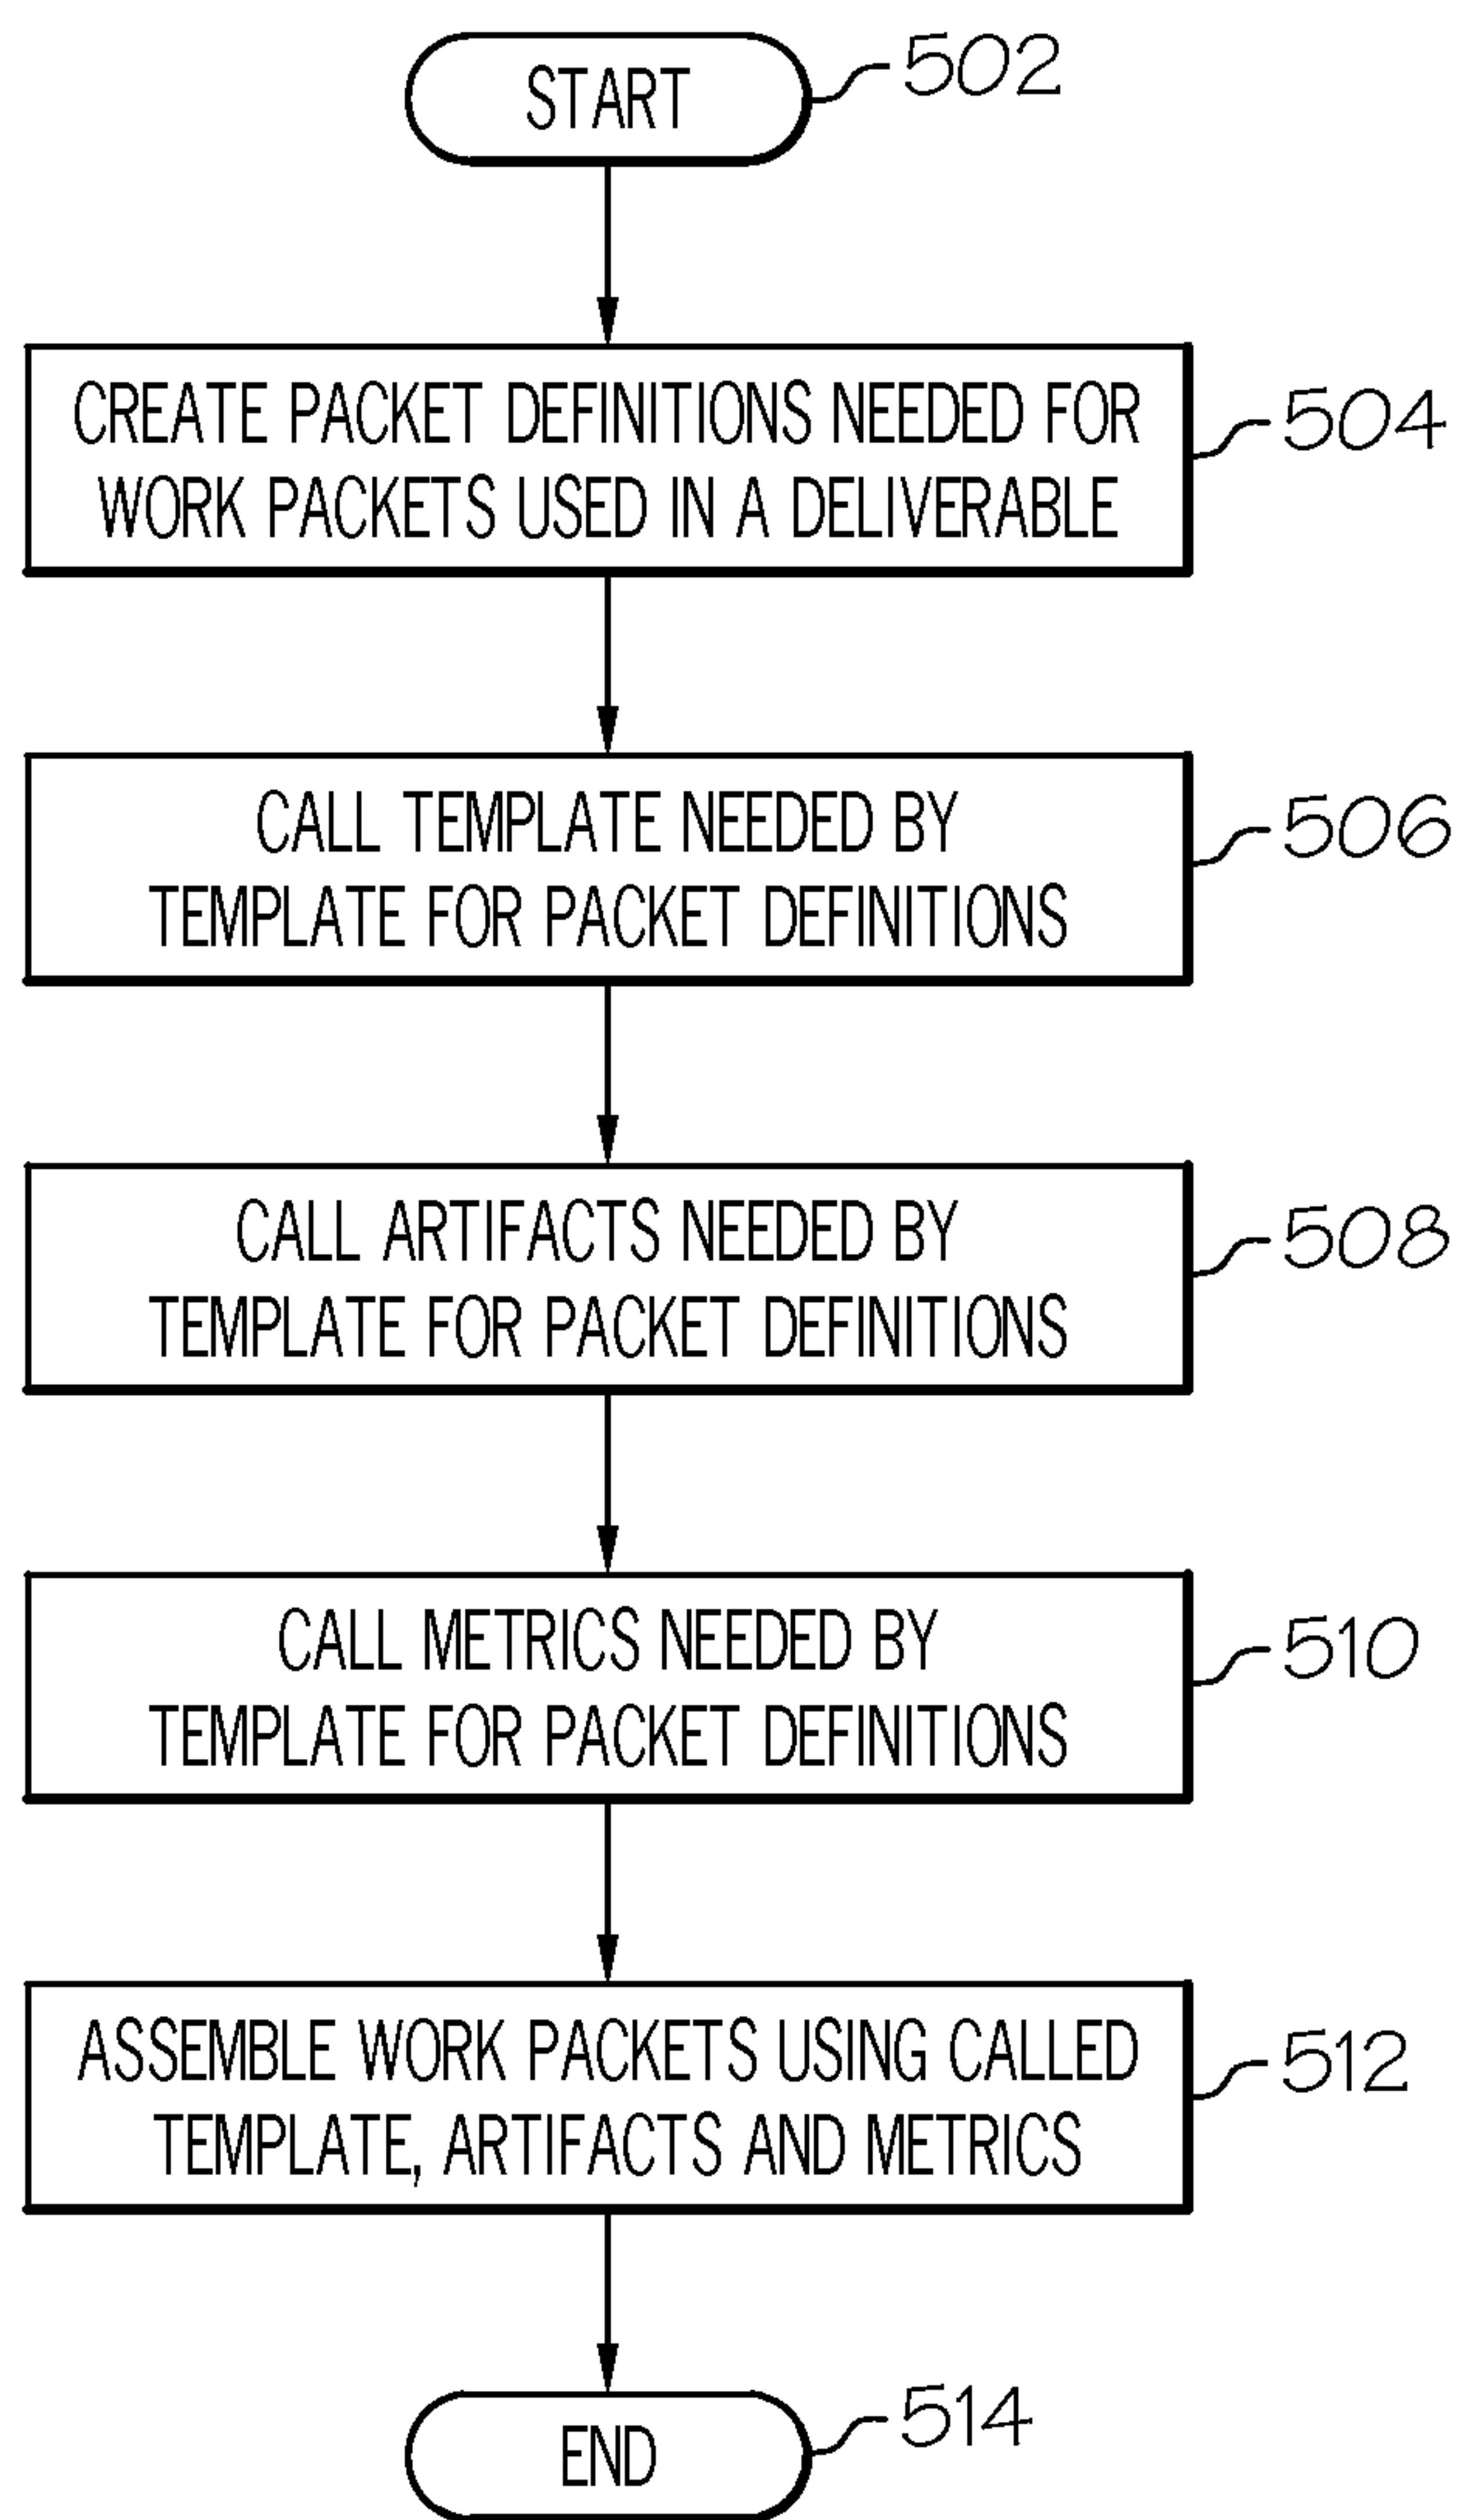 START
502
CREATE PACKET DEFINITIONS NEEDED FOR
WORK PACKETS USED IN A DELIVERABLE
504
CALL TEMPLATE NEEDED BY
TEMPLATE FOR PACKET DEFINITIONS
506
CALL ARTIFACTS NEEDED BY
TEMPLATE FOR PACKET DEFINITIONS
508
CALL METRICS NEEDED BY
TEMPLATE FOR PACKET DEFINITIONS
510
ASSEMBLE WORK PACKETS USING CALLED
TEMPLATE, ARTIFACTS AND METRICS
512
END
514